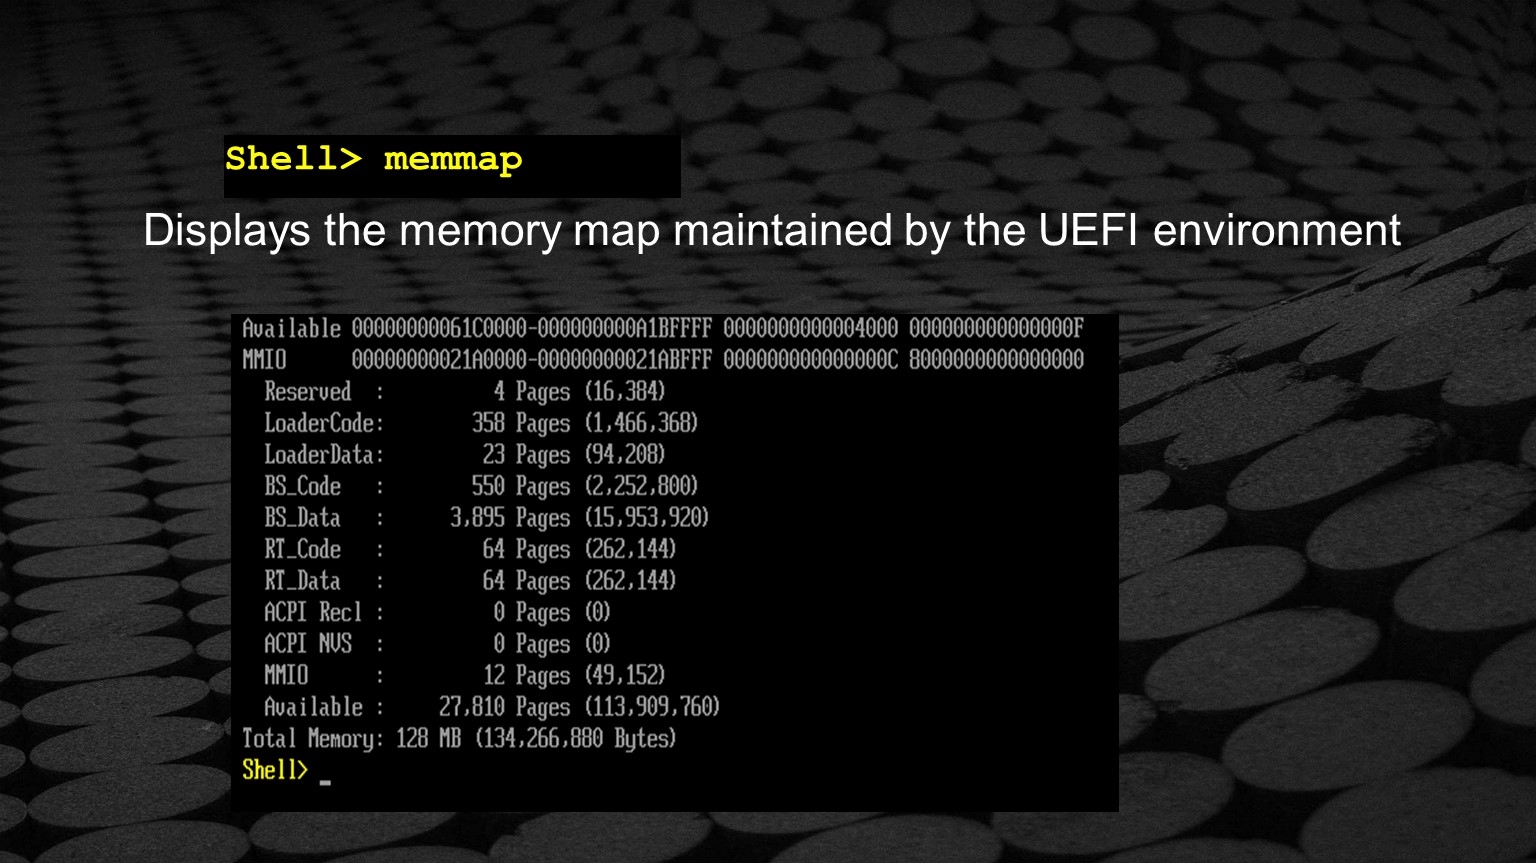 Shell> memmap
Displays the memory map maintained by the UEFI environment
Available 00000000061C0000-000000000A1BFFFF 0000000000004000 000000000000000F
MMIO 00000000021A0000-00000000021ABFFF 000000000000000C 8000000000000000
Reserved : 4 Pages (16,384)
LoaderCode: 358 Pages (1,466,368)
LoaderData: 23 Pages (94,208)
BS_Code : 550 Pages (2,252,800)
BS_Data : 3,895 Pages (15,953,920)
RT_Code : 64 Pages (262,144)
RT_Data : 64 Pages (262,144)
ACPI Recl : 0 Pages (0)
ACPI NVS : 0 Pages (0)
MMIO : 12 Pages (49,152)
Available : 27,810 Pages (113,909,760)
Total Memory: 128 MB (134,266,880 Bytes)
Shell> _